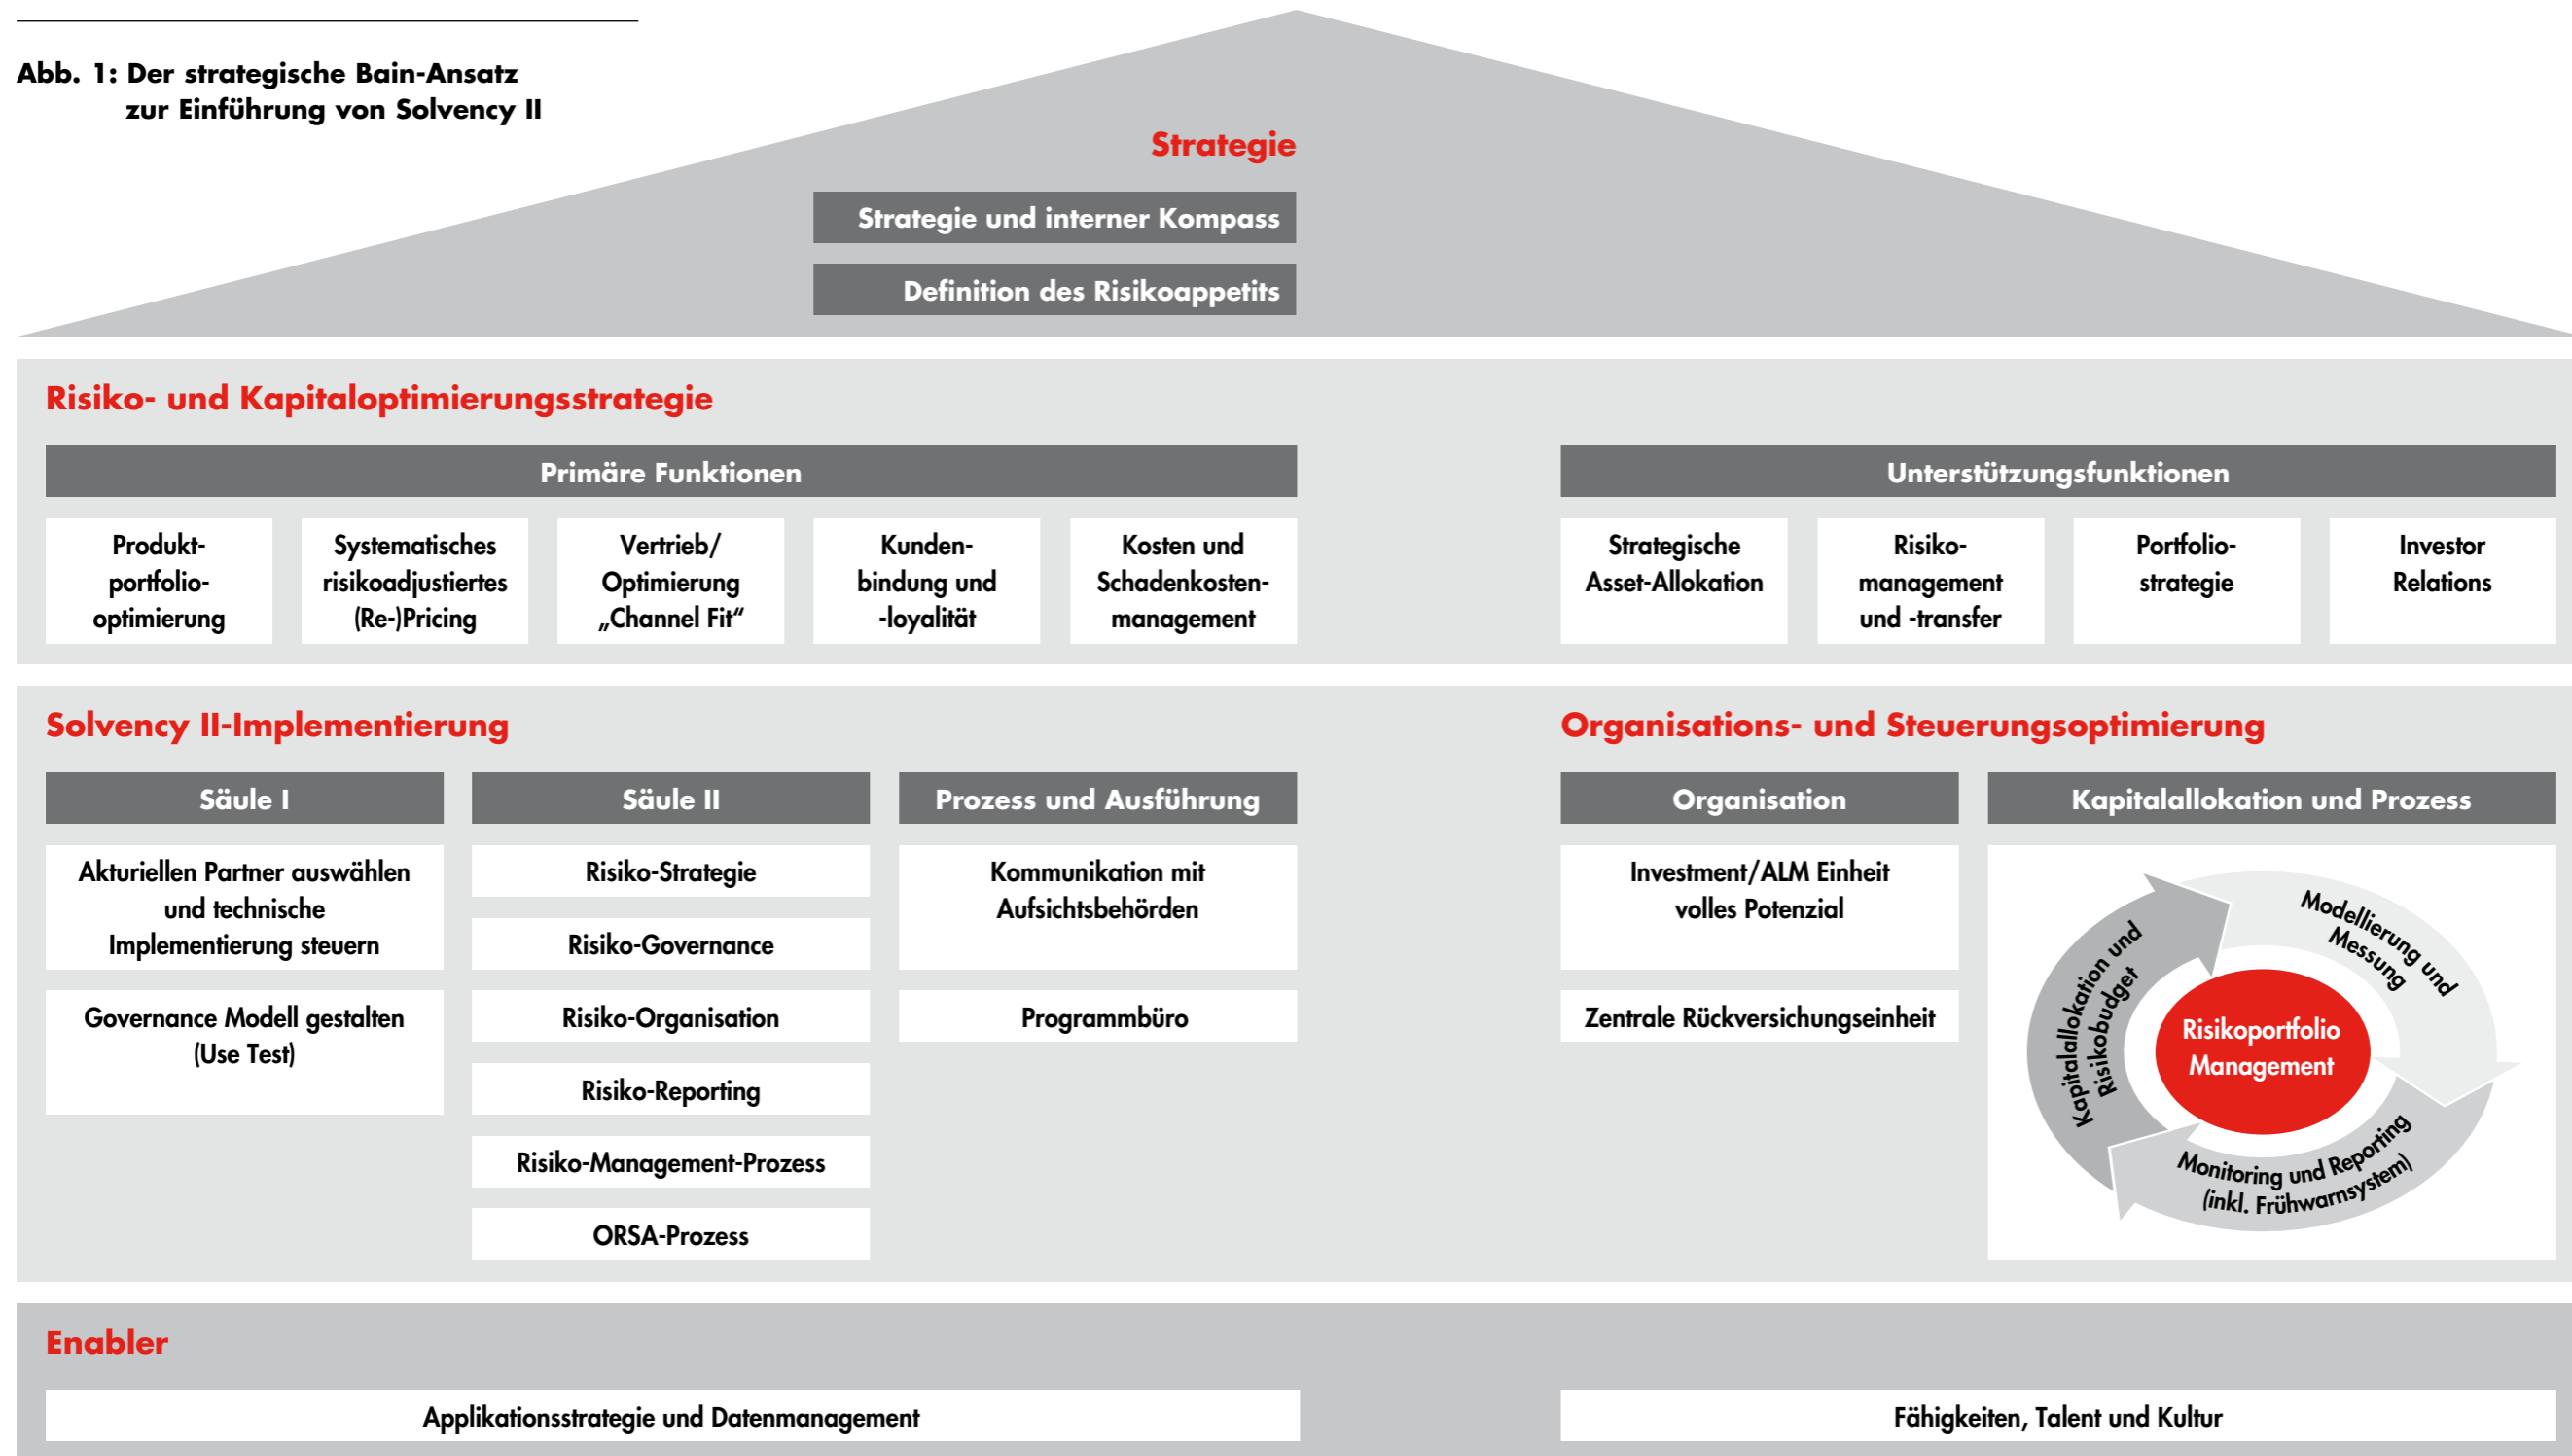 Abb. 1: Der strategische Bain-Ansatz
zur Einführung von Solvency II
Strategie
Strategie und interner Kompass
Definition des Risikoappetits
Risiko- und Kapitaloptimierungsstrategie
Primäre Funktionen
Produkt-
portfolio-
optimierung
Systematisches
risikoadjustiertes
(Re-)Pricing
Vertrieb/
Optimierung
„Channel Fit“
Kunden-
bindung und
-loyalität
Kosten und
Schadenkosten-
management
Unterstützungsfunktionen
Strategische
Asset-Allokation
Risiko-
management
und -transfer
Portfolio-
strategie
Investor
Relations
Solvency II-Implementierung
Säule I
Akturiellen Partner auswählen
und technische
Implementierung steuern
Governance Modell gestalten
(Use Test)
Säule II
Risiko-Strategie
Risiko-Governance
Risiko-Organisation
Risiko-Reporting
Risiko-Management-Prozess
ORSA-Prozess
Prozess und Ausführung
Kommunikation mit
Aufsichtsbehörden
Programmbüro
Organisations- und Steuerungsoptimierung
Organisation
Investment/ALM Einheit
volles Potenzial
Zentrale Rückversichungseinheit
Kapitalallokation und Prozess
Modellierung und
Messung
Monitoring und Reporting
(inkl. Frühwarnsystem)
Kapitalallokation und
Risikobudget
Risikoportfolio
Management
Enabler
Applikationsstrategie und Datenmanagement
Fähigkeiten, Talent und Kultur